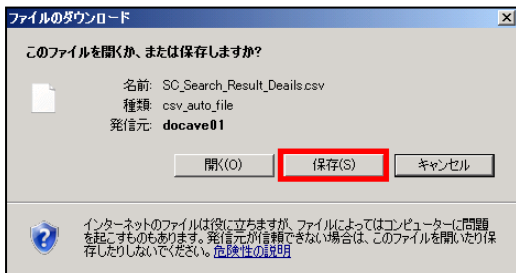 ファイルのダウンロード
このファイルを開くか、または保存しますか?
名前: SC_Search_Result_Deails.csv
種類: csv_auto_file
発信元: docave01
開く(O) 保存(S) キャンセル
インターネットのファイルは役に立ちますが、ファイルによってはコンピューターに問題
を起こすものもあります。発信元が信頼できない場合は、このファイルを開いたり保
存したりしないでください。危険性の説明